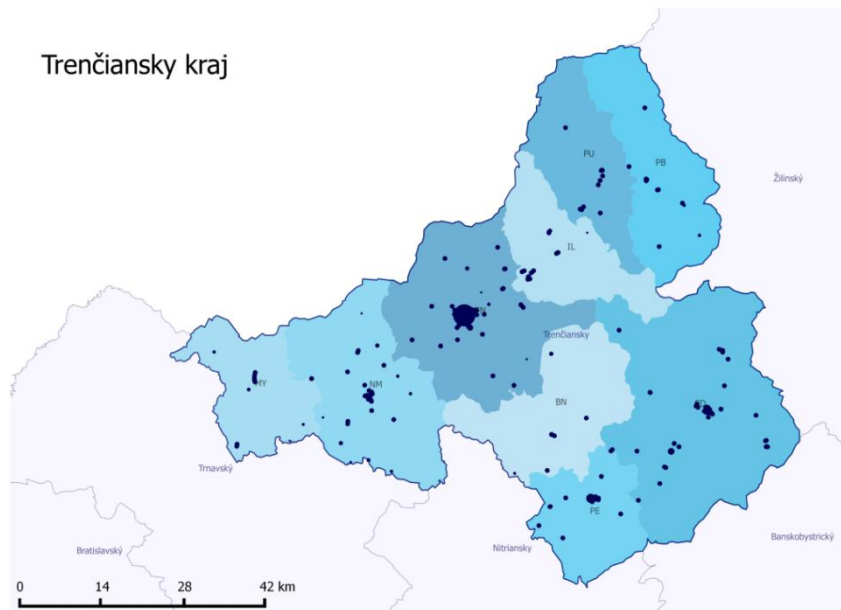 Trenčiansky kraj
PU
PB
Žilinský
IL
Trenčiansky
MY
NM
BN
PD
Trnavský
PE
Bratislavský
Nitriansky
Banskobystrický
0 14 28 42 km